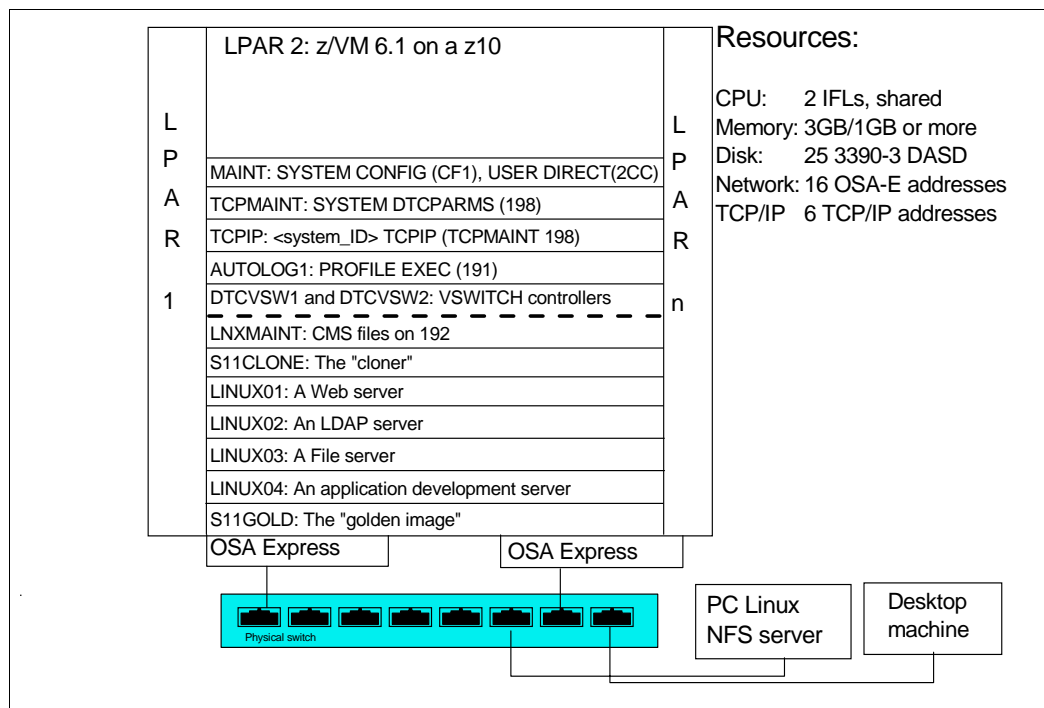 LPAR 2: z/VM 6.1 on a z10
L
P
A
R
1
MAINT: SYSTEM CONFIG (CF1), USER DIRECT(2CC)
TCPMAINT: SYSTEM DTCPARMS (198)
TCPIP: <system_ID> TCPIP (TCPMAINT 198)
AUTOLOG1: PROFILE EXEC (191)
DTCVSW1 and DTCVSW2: VSWITCH controllers
LNXMAINT: CMS files on 192
S11CLONE: The "cloner"
LINUX01: A Web server
LINUX02: An LDAP server
LINUX03: A File server
LINUX04: An application development server
S11GOLD: The "golden image"
L
P
A
R
n
Resources:
CPU: 2 IFLs, shared
Memory: 3GB/1GB or more
Disk: 25 3390-3 DASD
Network: 16 OSA-E addresses
TCP/IP 6 TCP/IP addresses
OSA Express
OSA Express
Physical switch
PC Linux
NFS server
Desktop
machine